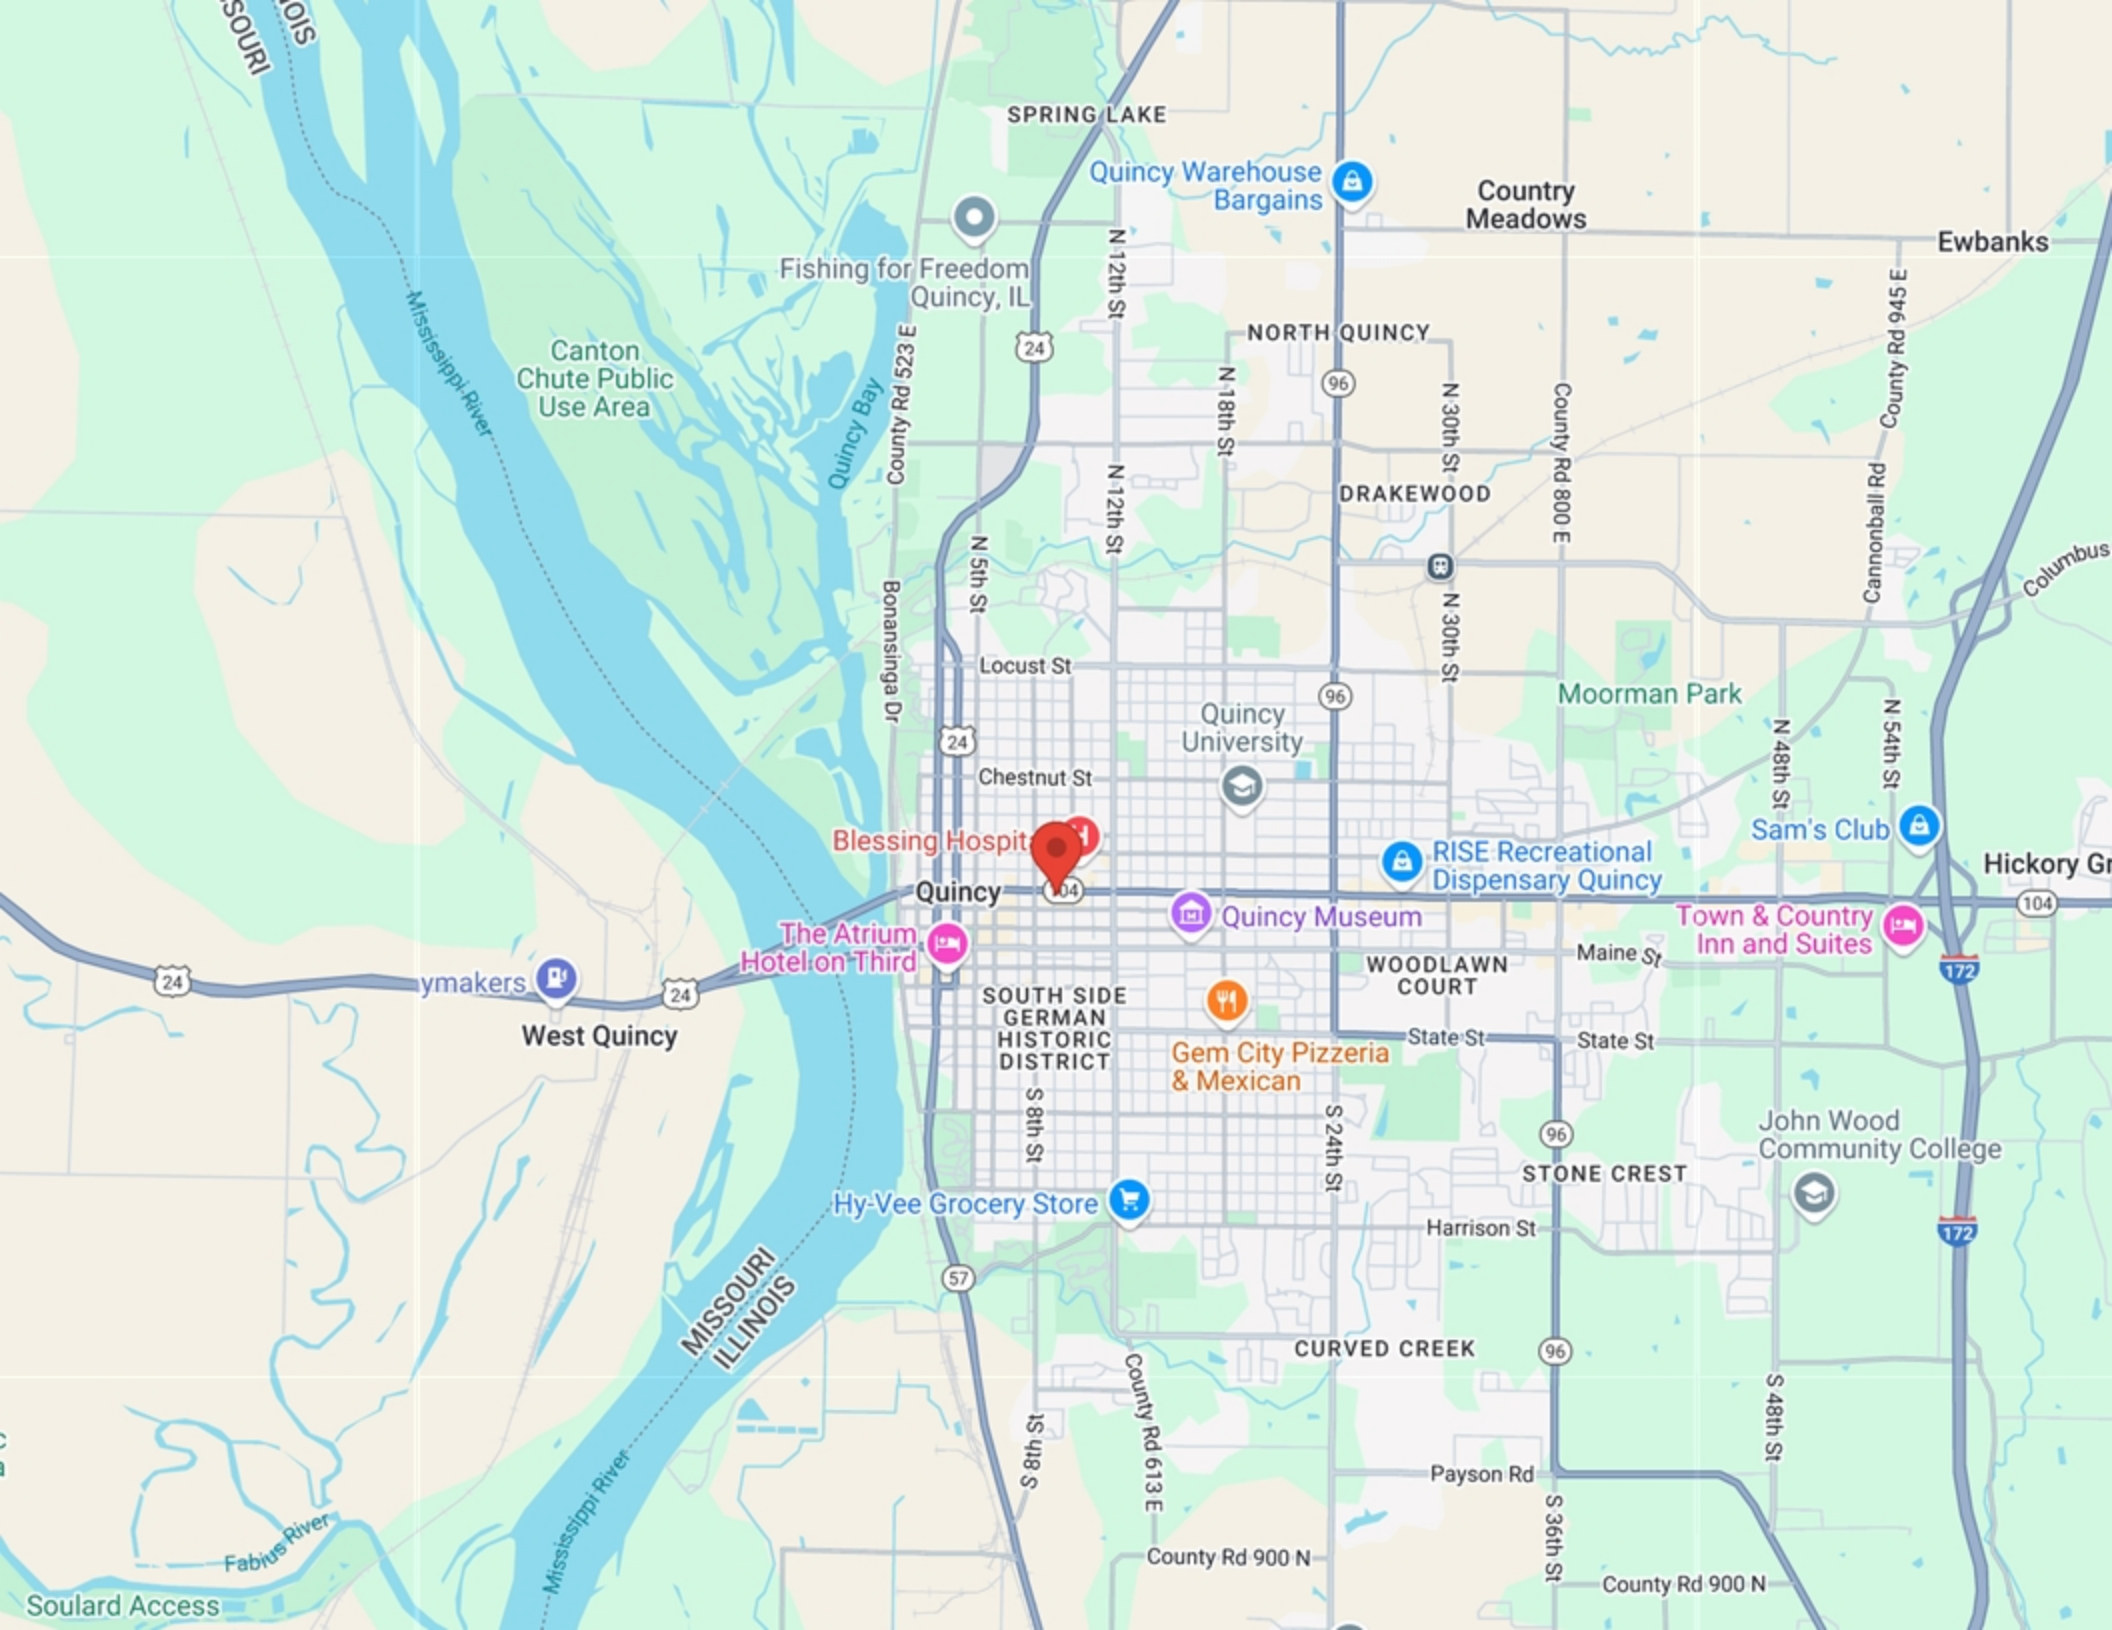 SOURI
NOIS
SPRING LAKE
Quincy Warehouse
Bargains
Country
Meadows
Ewbanks
Fishing for Freedom
Quincy, IL
N 12th St
County Rd 945 E
Mississippi River
Canton
Chute Public
Use Area
Quincy Bay
County Rd 523 E
24
NORTH QUINCY
96
N 18th St
N 30th St
County Rd 800 E
N 12th St
DRAKEWOOD
Cannonball Rd
Columbus
N 5th St
Bonansinga Dr
N 30th St
Locust St
96
Moorman Park
Quincy
University
24
N 48th St
N 54th St
Chestnut St
Blessing Hospita
H
Sam's Club
RISE Recreational
Dispensary Quincy
Hickory Gr
Quincy
104
104
Quincy Museum
Town & Country
Inn and Suites
The Atrium
Hotel on Third
Maine St
WOODLAWN
COURT
172
24
ymakers
24
West Quincy
SOUTH SIDE
GERMAN
HISTORIC
DISTRICT
State St
State St
Gem City Pizzeria
& Mexican
S 8th St
S 24th St
96
John Wood
Community College
STONE CREST
Hy-Vee Grocery Store
Harrison St
172
57
MISSOURI
ILLINOIS
CURVED CREEK
96
County Rd 613 E
S 8th St
S 48th St
Payson Rd
S 36th St
c
a
Fabius River
Mississippi River
County Rd 900 N
County Rd 900 N
Soulard Access